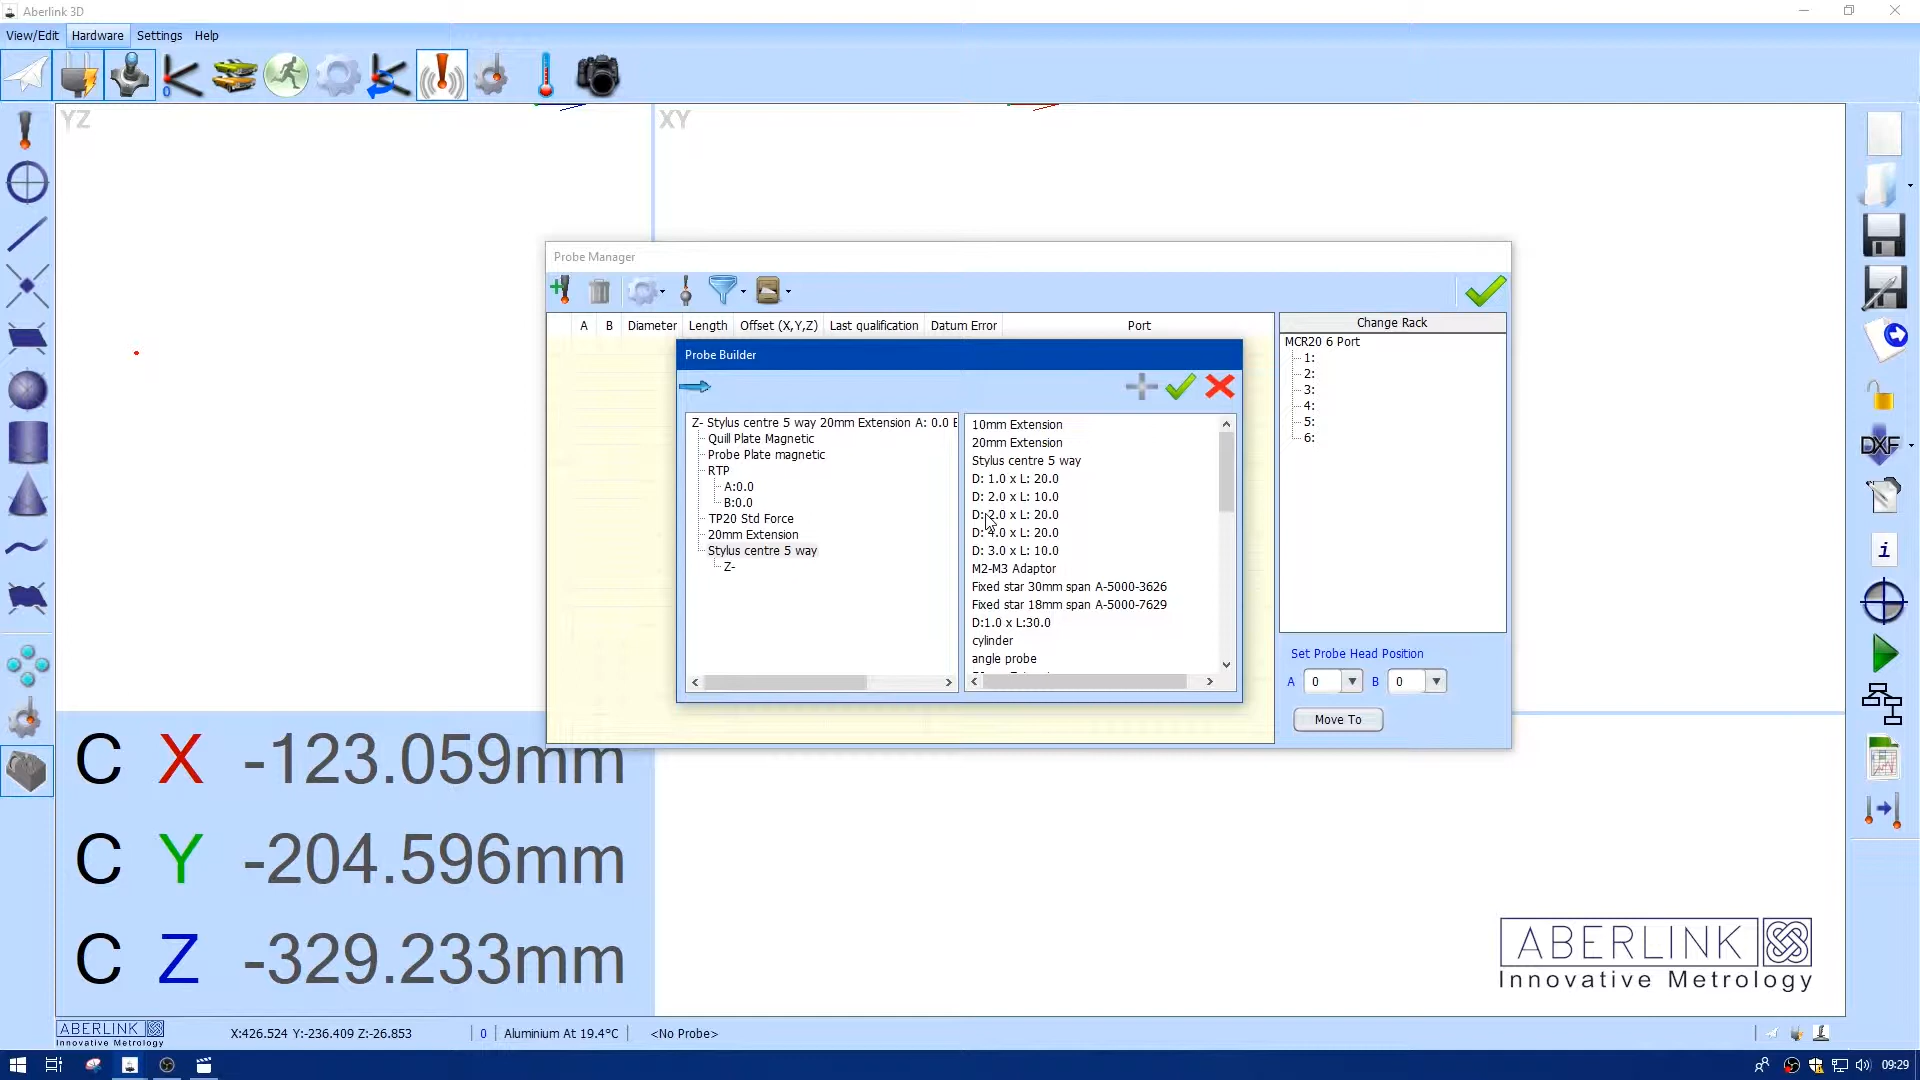 Aberlink 3D
View/Edit Hardware Settings Help
YZ
XY
Probe Manager
A B Diameter Length Offset (X,Y,Z) Last qualification Datum Error Port
Change Rack
MCR20 6 Port
1:
2:
3:
4:
5:
6:
Set Probe Head Position
A 0 B 0
Move To
Probe Builder
Z- Stylus centre 5 way 20mm Extension A: 0.0
Quill Plate Magnetic
Probe Plate magnetic
RTP
A:0.0
B:0.0
TP20 Std Force
20mm Extension
Stylus centre 5 way
Z-
10mm Extension
20mm Extension
Stylus centre 5 way
D: 1.0 x L: 20.0
D: 2.0 x L: 10.0
D: 2.0 x L: 20.0
D: 4.0 x L: 20.0
D: 3.0 x L: 10.0
M2-M3 Adaptor
Fixed star 30mm span A-5000-3626
Fixed star 18mm span A-5000-7629
D:1.0 x L:30.0
cylinder
angle probe
DXF
i
0
C X -123.059mm
C Y -204.596mm
C Z -329.233mm
ABERLINK
Innovative Metrology
ABERLINK
Innovative Metrology
X:426.524 Y:-236.409 Z:-26.853 0 Aluminium At 19.4°C <No Probe>
09:29